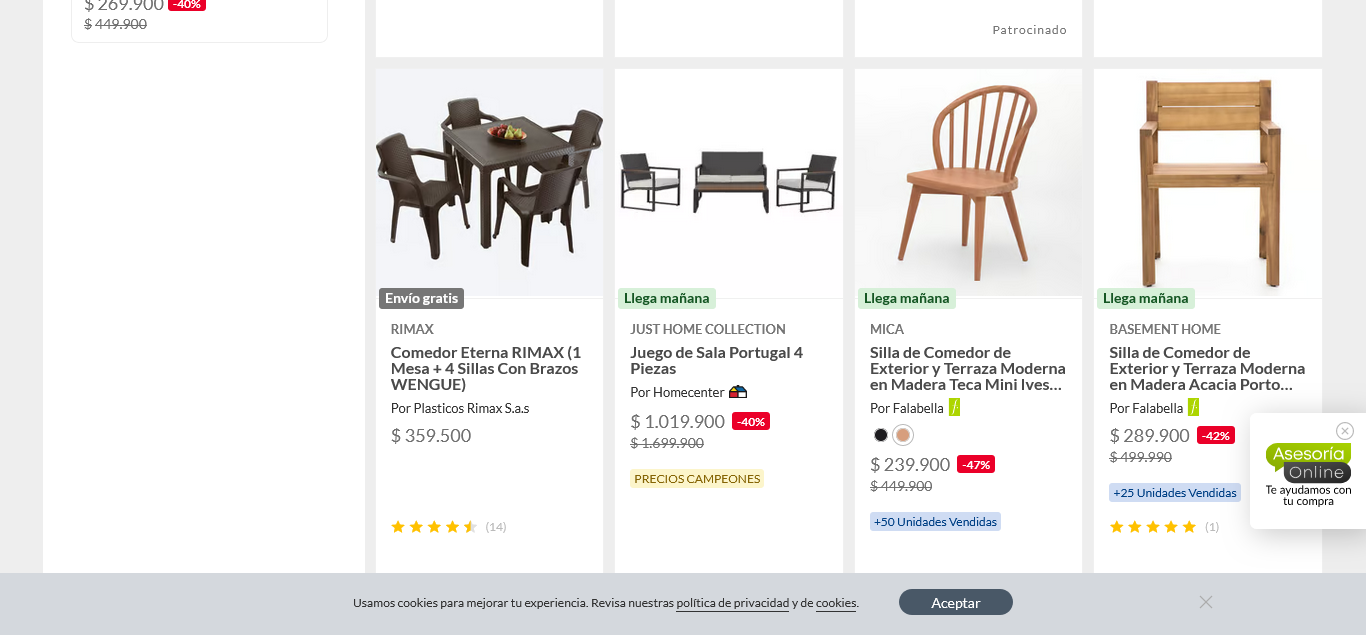 $ 269.900 -40%
$ 449.900
Patrocinado
Envío gratis
RIMAX
Comedor Eterna RIMAX (1
Mesa + 4 Sillas Con Brazos
WENGUE)
Por Plasticos Rimax S.a.s
$ 359.500
(14)
Llega mañana
JUST HOME COLLECTION
Juego de Sala Portugal 4
Piezas
Por Homecenter
$ 1.019.900 -40%
$ 1.699.900
PRECIOS CAMPEONES
Llega mañana
MICA
Silla de Comedor de
Exterior y Terraza Moderna
en Madera Teca Mini Ives...
Por Falabella
$ 239.900 -47%
$ 449.900
+50 Unidades Vendidas
Llega mañana
BASEMENT HOME
Silla de Comedor de
Exterior y Terraza Moderna
en Madera Acacia Porto...
Por Falabella
$ 289.900 -42%
$ 499.990
+25 Unidades Vendidas
(1)
Asesoría
Online
Te ayudamos con
tu compra
Usamos cookies para mejorar tu experiencia. Revisa nuestras política de privacidad y de cookies.
Aceptar